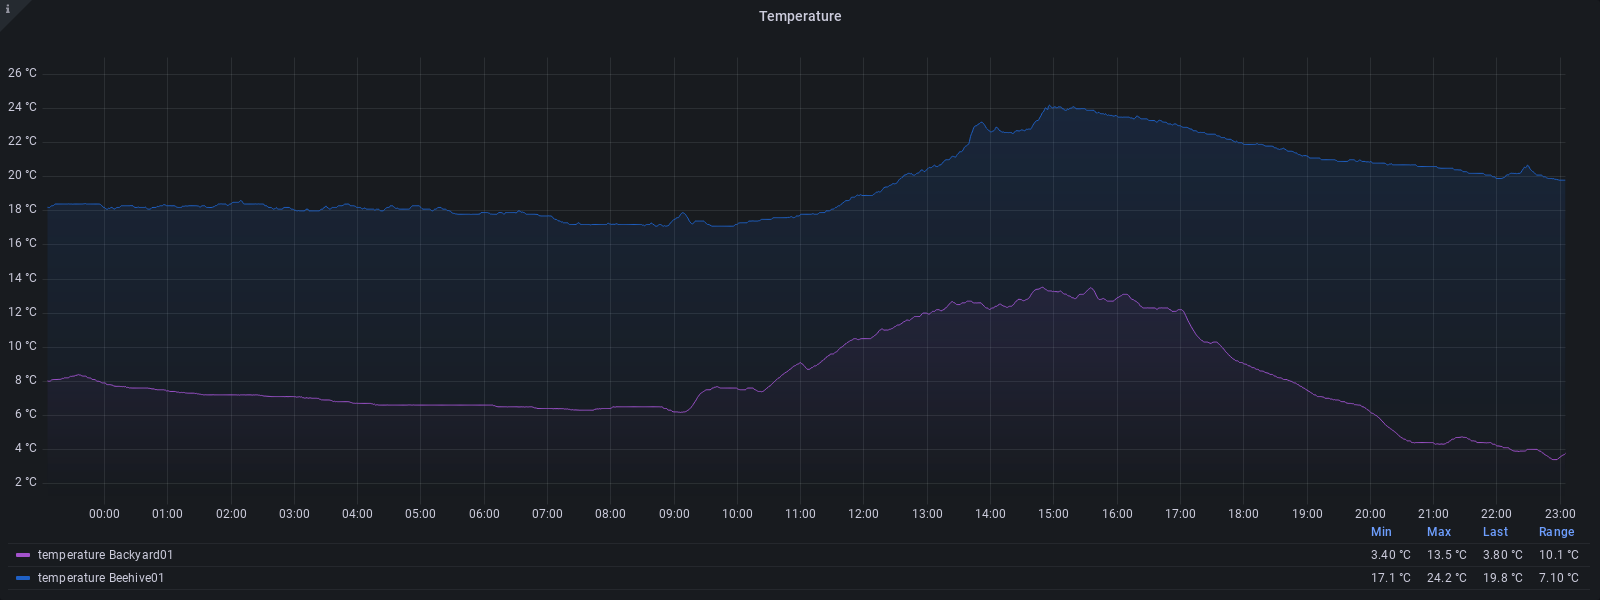 i
Temperature
26 °C
24 °C
22 °C
20 °C
18 °C
16 °C
14 °C
12 °C
10 °C
8 °C
6 °C
4 °C
2 °C
00:00 01:00 02:00 03:00 04:00 05:00 06:00 07:00 08:00 09:00 10:00 11:00 12:00 13:00 14:00 15:00 16:00 17:00 18:00 19:00 20:00 21:00 22:00 23:00
Min Max Last Range
temperature Backyard01 3.40 °C 13.5 °C 3.80 °C 10.1 °C
temperature Beehive01 17.1 °C 24.2 °C 19.8 °C 7.10 °C